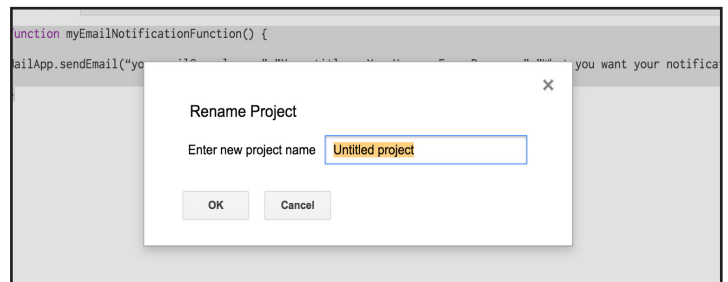 unction myEmailNotificationFunction() {
ailApp.sendEmail(“yo you want your notifica
×
Rename Project
Enter new project name Untitled project
OK Cancel